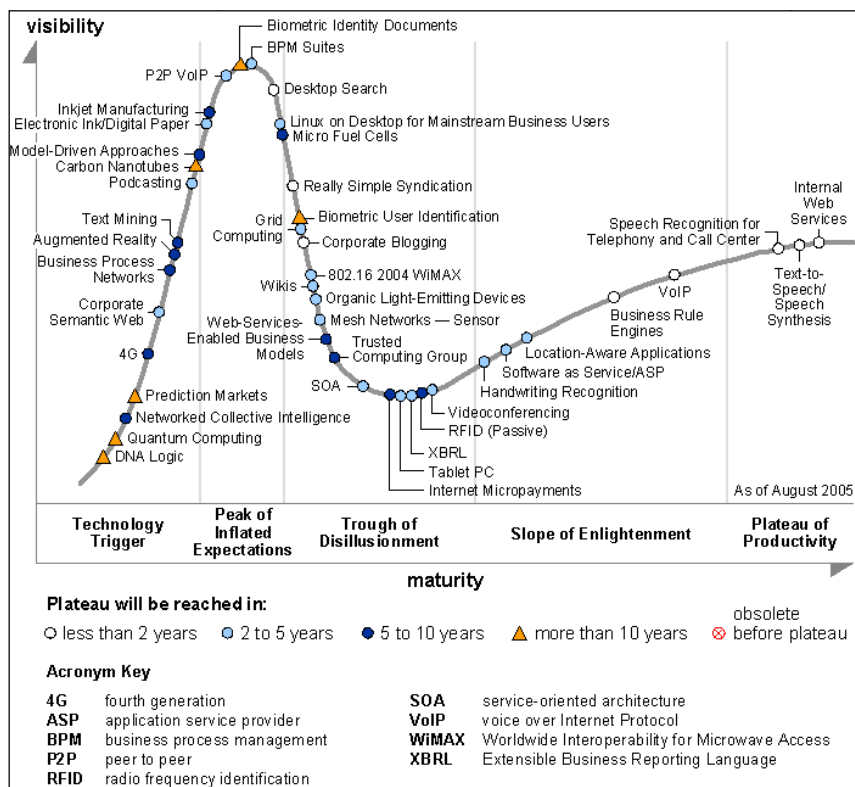 visibility
Biometric Identity Documents
BPM Suites
P2P VoIP
Desktop Search
Inkjet Manufacturing
Electronic Ink/Digital Paper
Linux on Desktop for Mainstream Business Users
Micro Fuel Cells
Model-Driven Approaches
Carbon Nanotubes
Podcasting
Really Simple Syndication
Text Mining
Augmented Reality
Business Process
Networks
Biometric User Identification
Grid
Computing
Corporate Blogging
Internal
Web
Services
Speech Recognition for
Telephony and Call Center
Text-to-
Speech/
Speech
Synthesis
802.16 2004 WiMAX
Wikis
Organic Light-Emitting Devices
VoIP
Business Rule
Engines
Corporate
Semantic Web
Mesh Networks — Sensor
Web-Services-
Enabled Business
Models
Trusted
Computing Group
4G
Location-Aware Applications
Software as Service/ASP
Handwriting Recognition
SOA
Prediction Markets
Networked Collective Intelligence
Quantum Computing
DNA Logic
Videoconferencing
RFID (Passive)
XBRL
Tablet PC
Internet Micropayments
As of August 2005
Technology
Trigger
Peak of
Inflated
Expectations
Trough of
Disillusionment
Slope of Enlightenment
Plateau of
Productivity
maturity
Plateau will be reached in:
less than 2 years
2 to 5 years
5 to 10 years
more than 10 years
obsolete
before plateau
Acronym Key
4G fourth generation
ASP application service provider
BPM business process management
P2P peer to peer
RFID radio frequency identification
SOA service-oriented architecture
VoIP voice over Internet Protocol
WiMAX Worldwide Interoperability for Microwave Access
XBRL Extensible Business Reporting Language